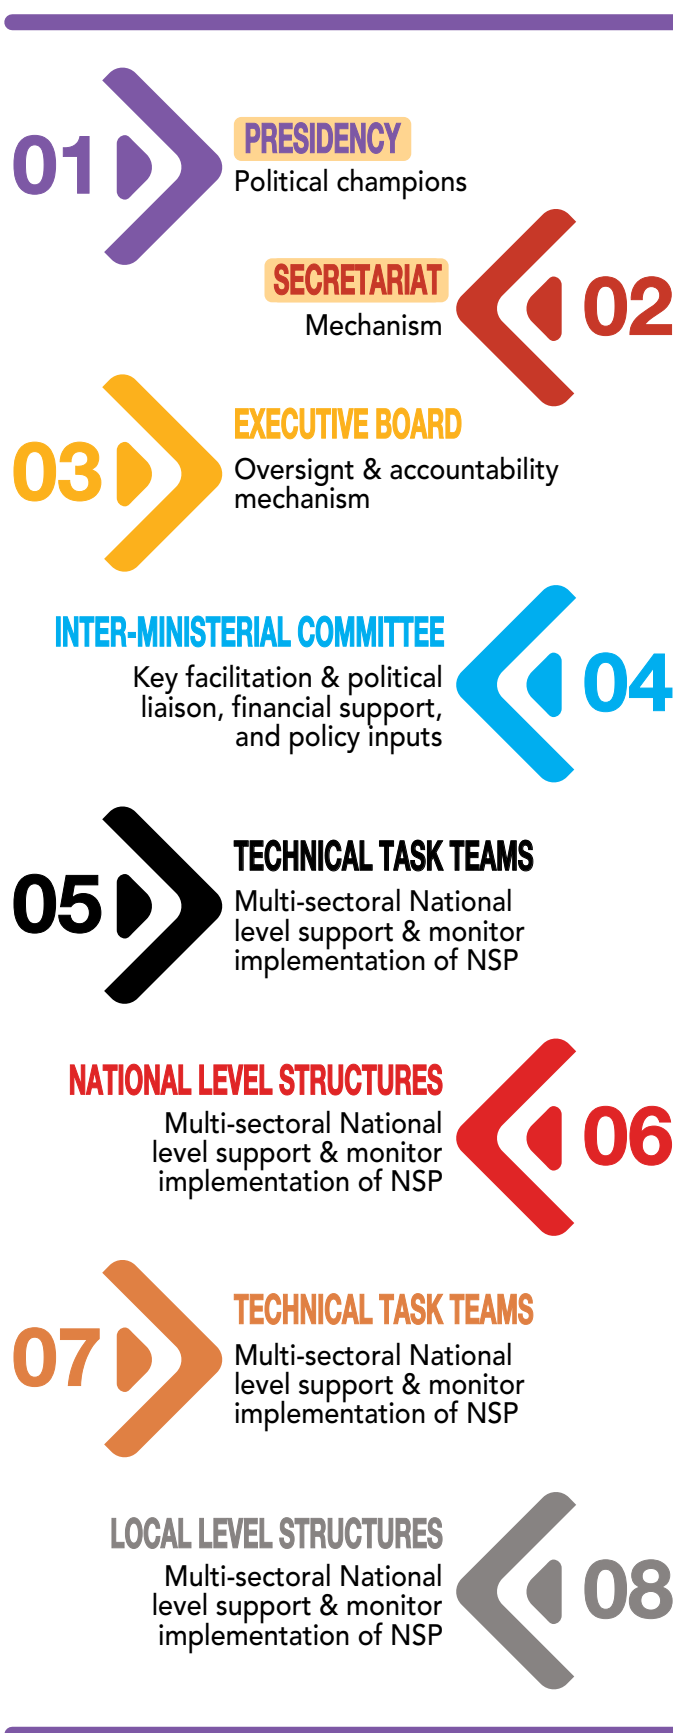 01
PRESIDENCY
Political champions
SECRETARIAT
Mechanism
02
03
EXECUTIVE BOARD
Oversignt & accountability
mechanism
INTER-MINISTERIAL COMMITTEE
Key facilitation & political
liaison, financial support,
and policy inputs
04
05
TECHNICAL TASK TEAMS
Multi-sectoral National
level support & monitor
implementation of NSP
NATIONAL LEVEL STRUCTURES
Multi-sectoral National
level support & monitor
implementation of NSP
06
07
TECHNICAL TASK TEAMS
Multi-sectoral National
level support & monitor
implementation of NSP
LOCAL LEVEL STRUCTURES
Multi-sectoral National
level support & monitor
implementation of NSP
08